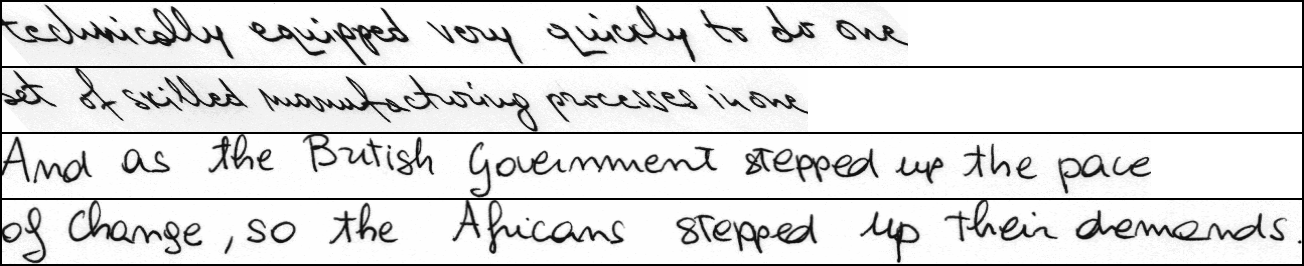 technically equipped very quickly to do one
set of skilled manufacturing processes in one
And as the British Government stepped up the pace
of change, so the Africans stepped up their demands.